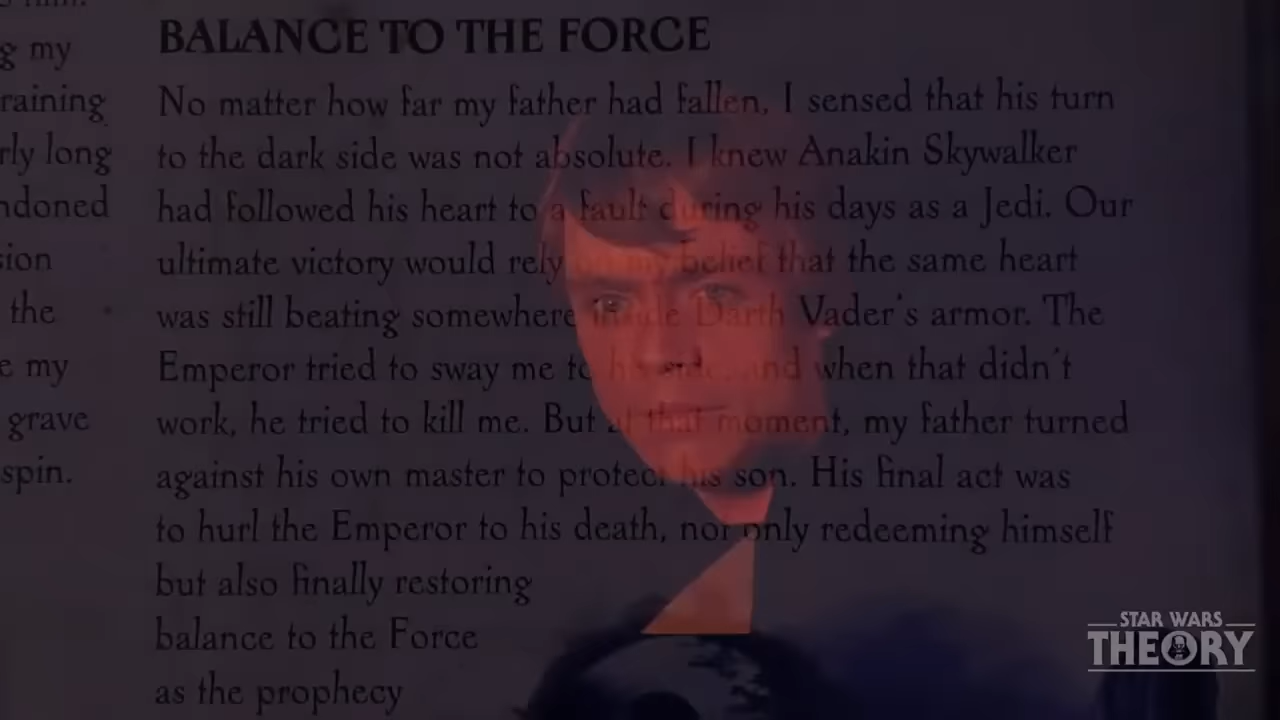 s him.
g my
raining
rly long
ndoned
sion
the
e my
grave
spin.
BALANCE TO THE FORCE
No matter how far my father had fallen, I sensed that his turn
to the dark side was not absolute. I knew Anakin Skywalker
had followed his heart to a fault during his days as a Jedi. Our
ultimate victory would rely on my belief that the same heart
was still beating somewhere inside Darth Vader's armor. The
Emperor tried to sway me to his side, and when that didn't
work, he tried to kill me. But at that moment, my father turned
against his own master to protect his son. His final act was
to hurl the Emperor to his death, not only redeeming himself
but also finally restoring
balance to the Force
as the prophecy
STAR WARS
THEORY